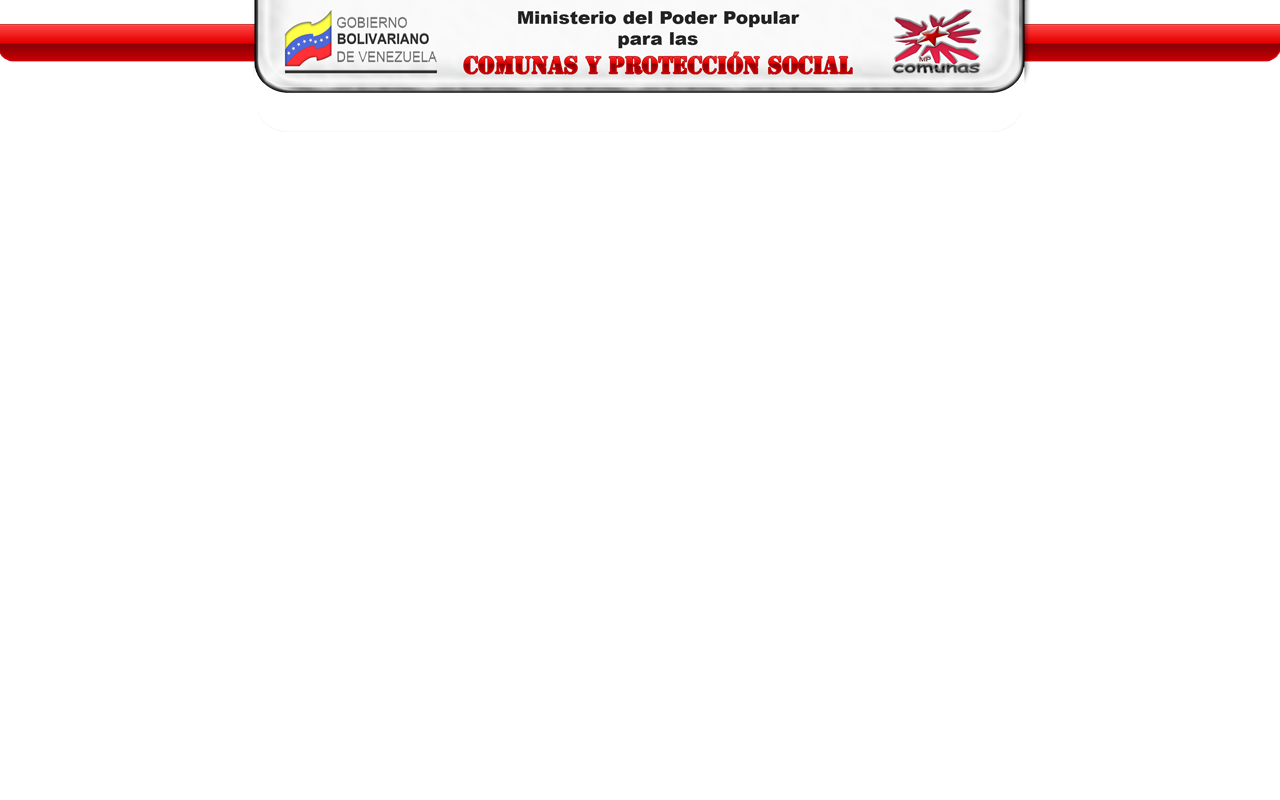 GOBIERNO
BOLIVARIANO
DE VENEZUELA
Ministerio del Poder Popular
para las
COMUNAS Y PROTECCIÓN SOCIAL
MP
comunas